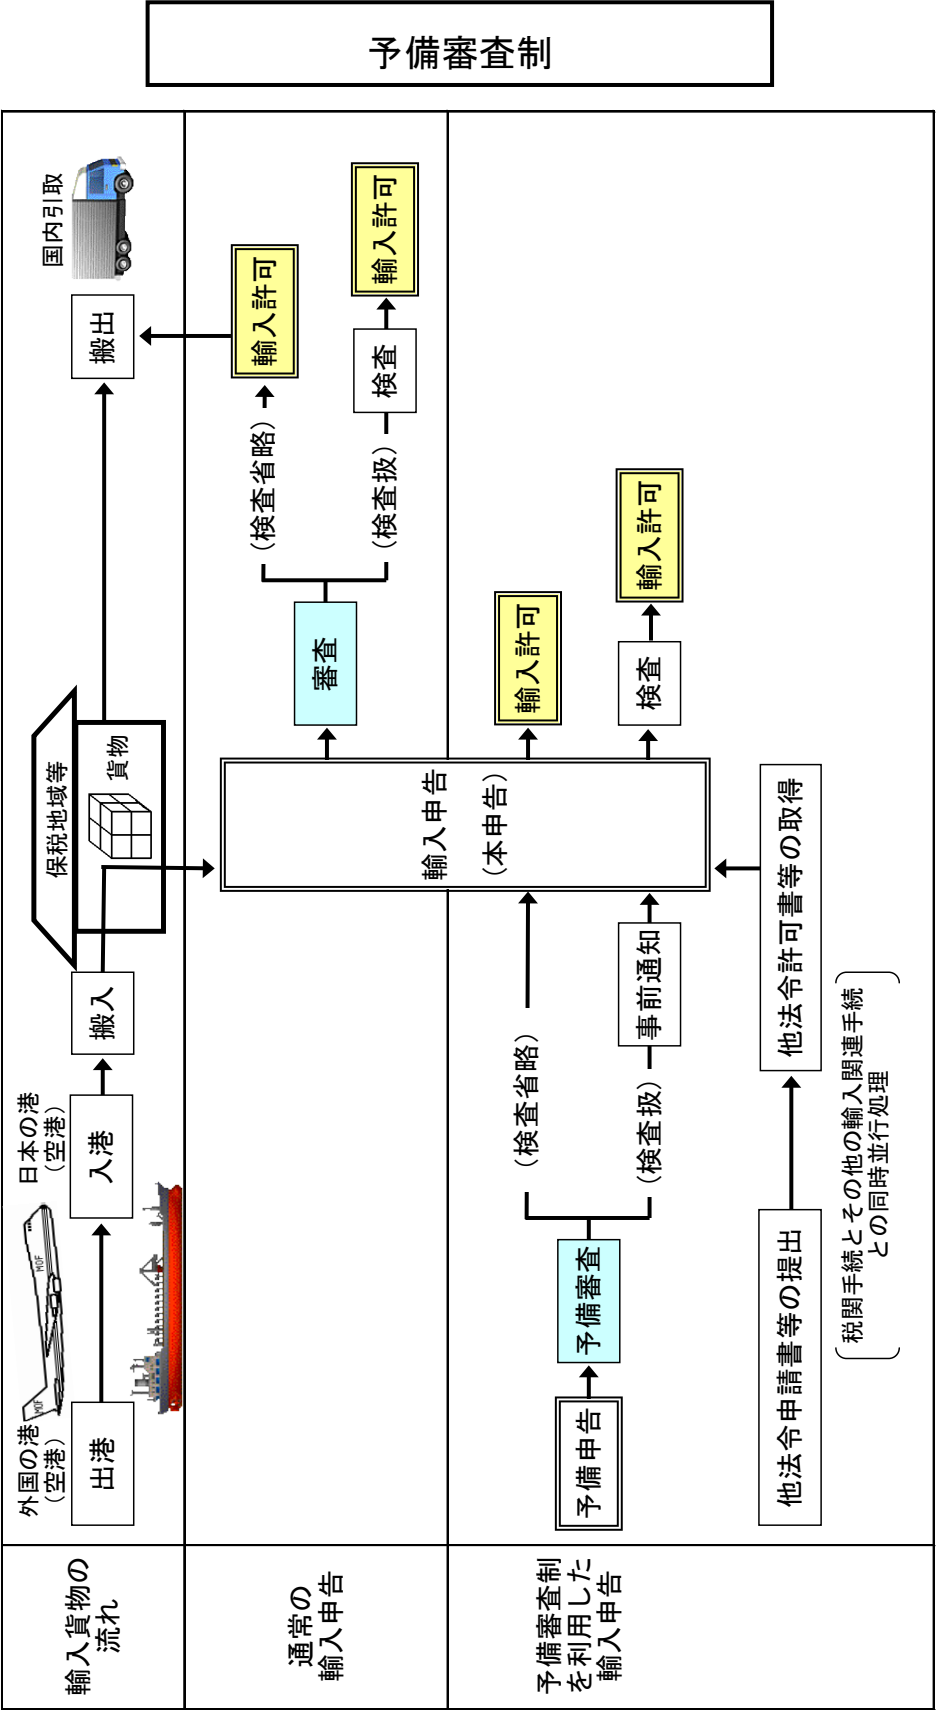 予備審査制
輸入貨物の
流れ
外国の港
（空港）
出港
MOF
MOF
日本の港
（空港）
入港
搬入
保税地域等
貨物
搬出
国内引取
通常の
輸入申告
輸入申告
（本申告）
審査
（検査省略）
輸入許可
（検査扱）
検査
輸入許可
予備審査制
を利用した
輸入申告
予備申告
予備審査
（検査省略）
（検査扱）
事前通知
輸入許可
検査
輸入許可
他法令申請書等の提出
他法令許可書等の取得
税関手続とその他の輸入関連手続
との同時並行処理